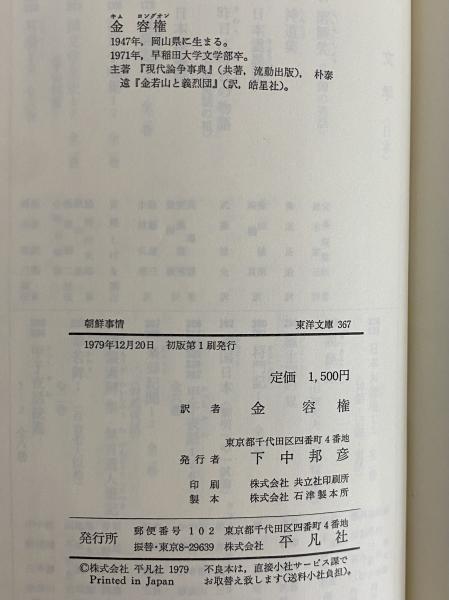 キム ヨングオン
金 容権
1947年，岡山県に生まる。
1971年，早稲田大学文学部卒。
主著 『現代論争事典』（共著，流動出版），朴泰
遠『金若山と義烈団』（訳，皓星社）。
朝鮮事情 東洋文庫 367
1979年12月20日 初版第1刷発行
定価 1,500円
訳者 金 容 権
東京都千代田区四番町4番地
発行者 下中邦彦
印刷 株式会社 共立社印刷所
製本 株式会社 石津製本所
発行所 郵便番号102 東京都千代田区四番町4番地
振替・東京8-29639 株式会社 平凡社
©株式会社 平凡社 1979 不良本は，直接小社サービス課で
Printed in Japan お取替え致します（送料小社負担）。